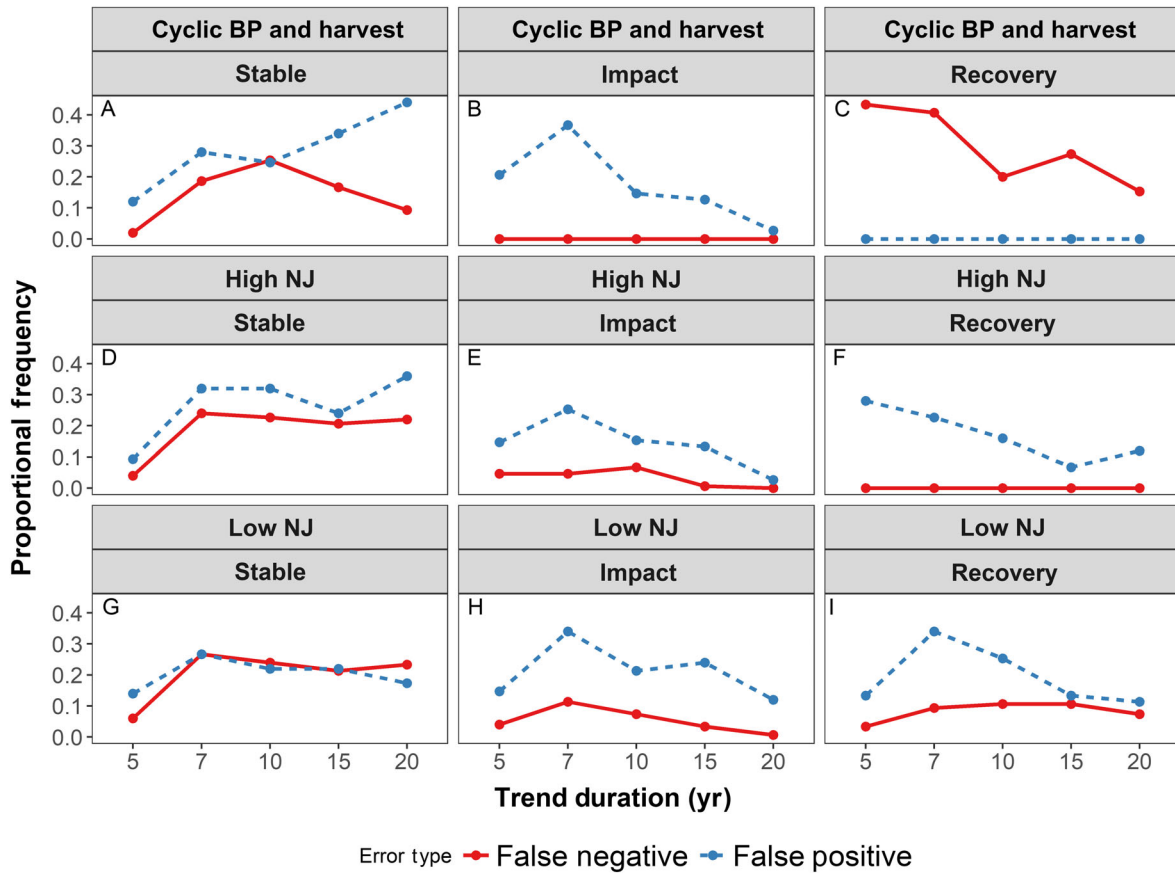 Cyclic BP and harvest Cyclic BP and harvest Cyclic BP and harvest
Stable Impact Recovery
A B C
0.4
0.3
0.2
0.1
0.0
High NJ High NJ High NJ
Stable Impact Recovery
D E F
0.4
0.3
0.2
0.1
0.0
Low NJ Low NJ Low NJ
Stable Impact Recovery
G H I
0.4
0.3
0.2
0.1
0.0
Proportional frequency
5 7 10 15 20 5 7 10 15 20 5 7 10 15 20
Trend duration (yr)
Error type False negative False positive